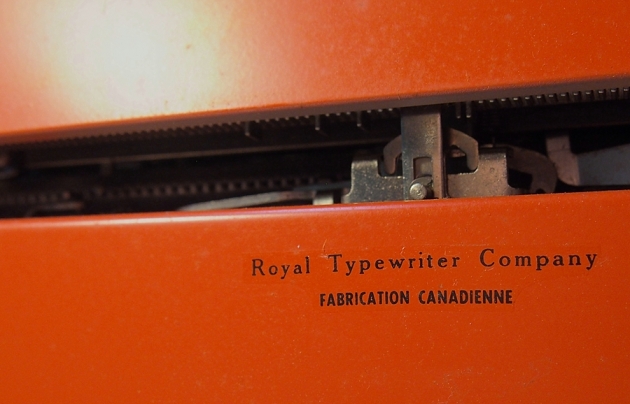 Royal Typewriter Company
FABRICATION CANADIENNE